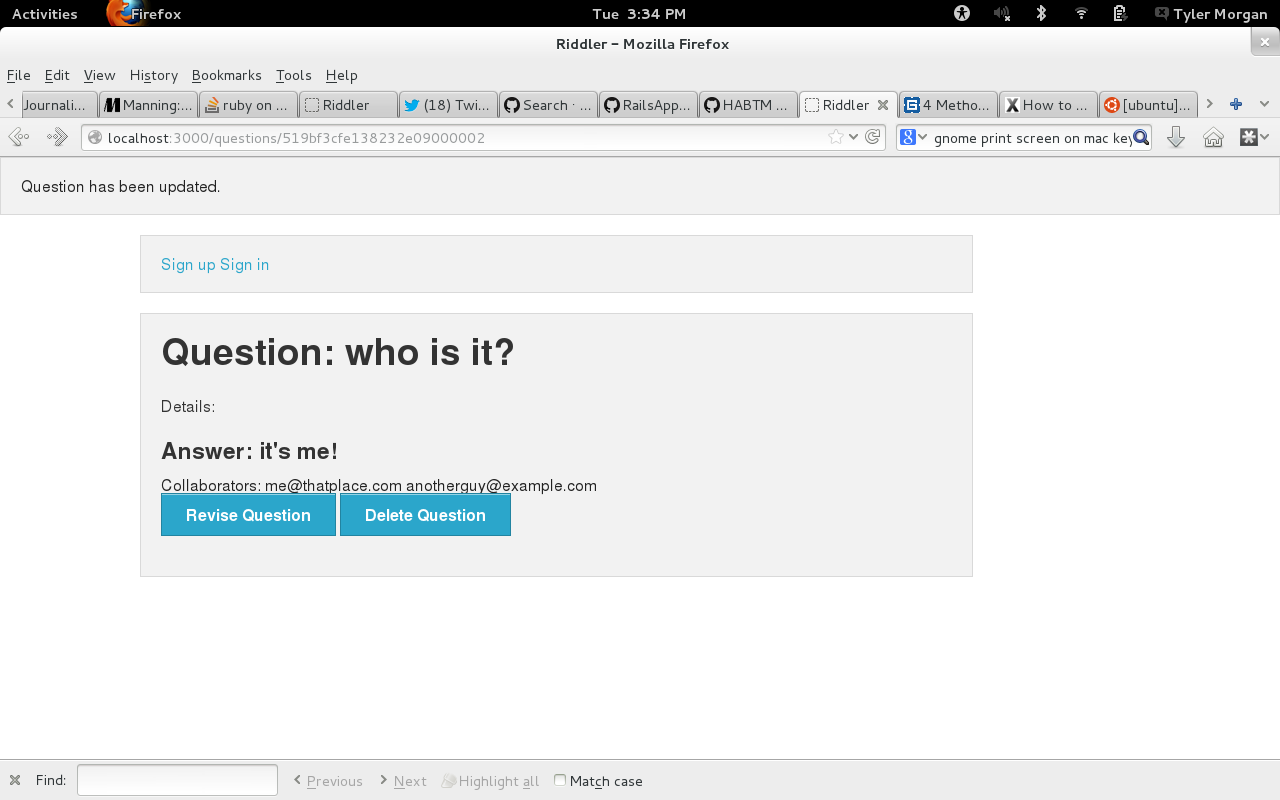 Activities Firefox Tue 3:34 PM Tyler Morgan
Riddler - Mozilla Firefox
File Edit View History Bookmarks Tools Help
Journali... Manning:... ruby on ... Riddler (18) Twi... Search · ... RailsApp... HABTM ... Riddler 4 Metho... How to ... [ubuntu]...
localhost:3000/questions/519bf3cfe138232e09000002 gnome print screen on mac key
Question has been updated.
Sign up Sign in
Question: who is it?
Details:
Answer: it's me!
Collaborators: me@thatplace.com anotherguy@example.com
Revise Question Delete Question
Find: Previous Next Highlight all Match case